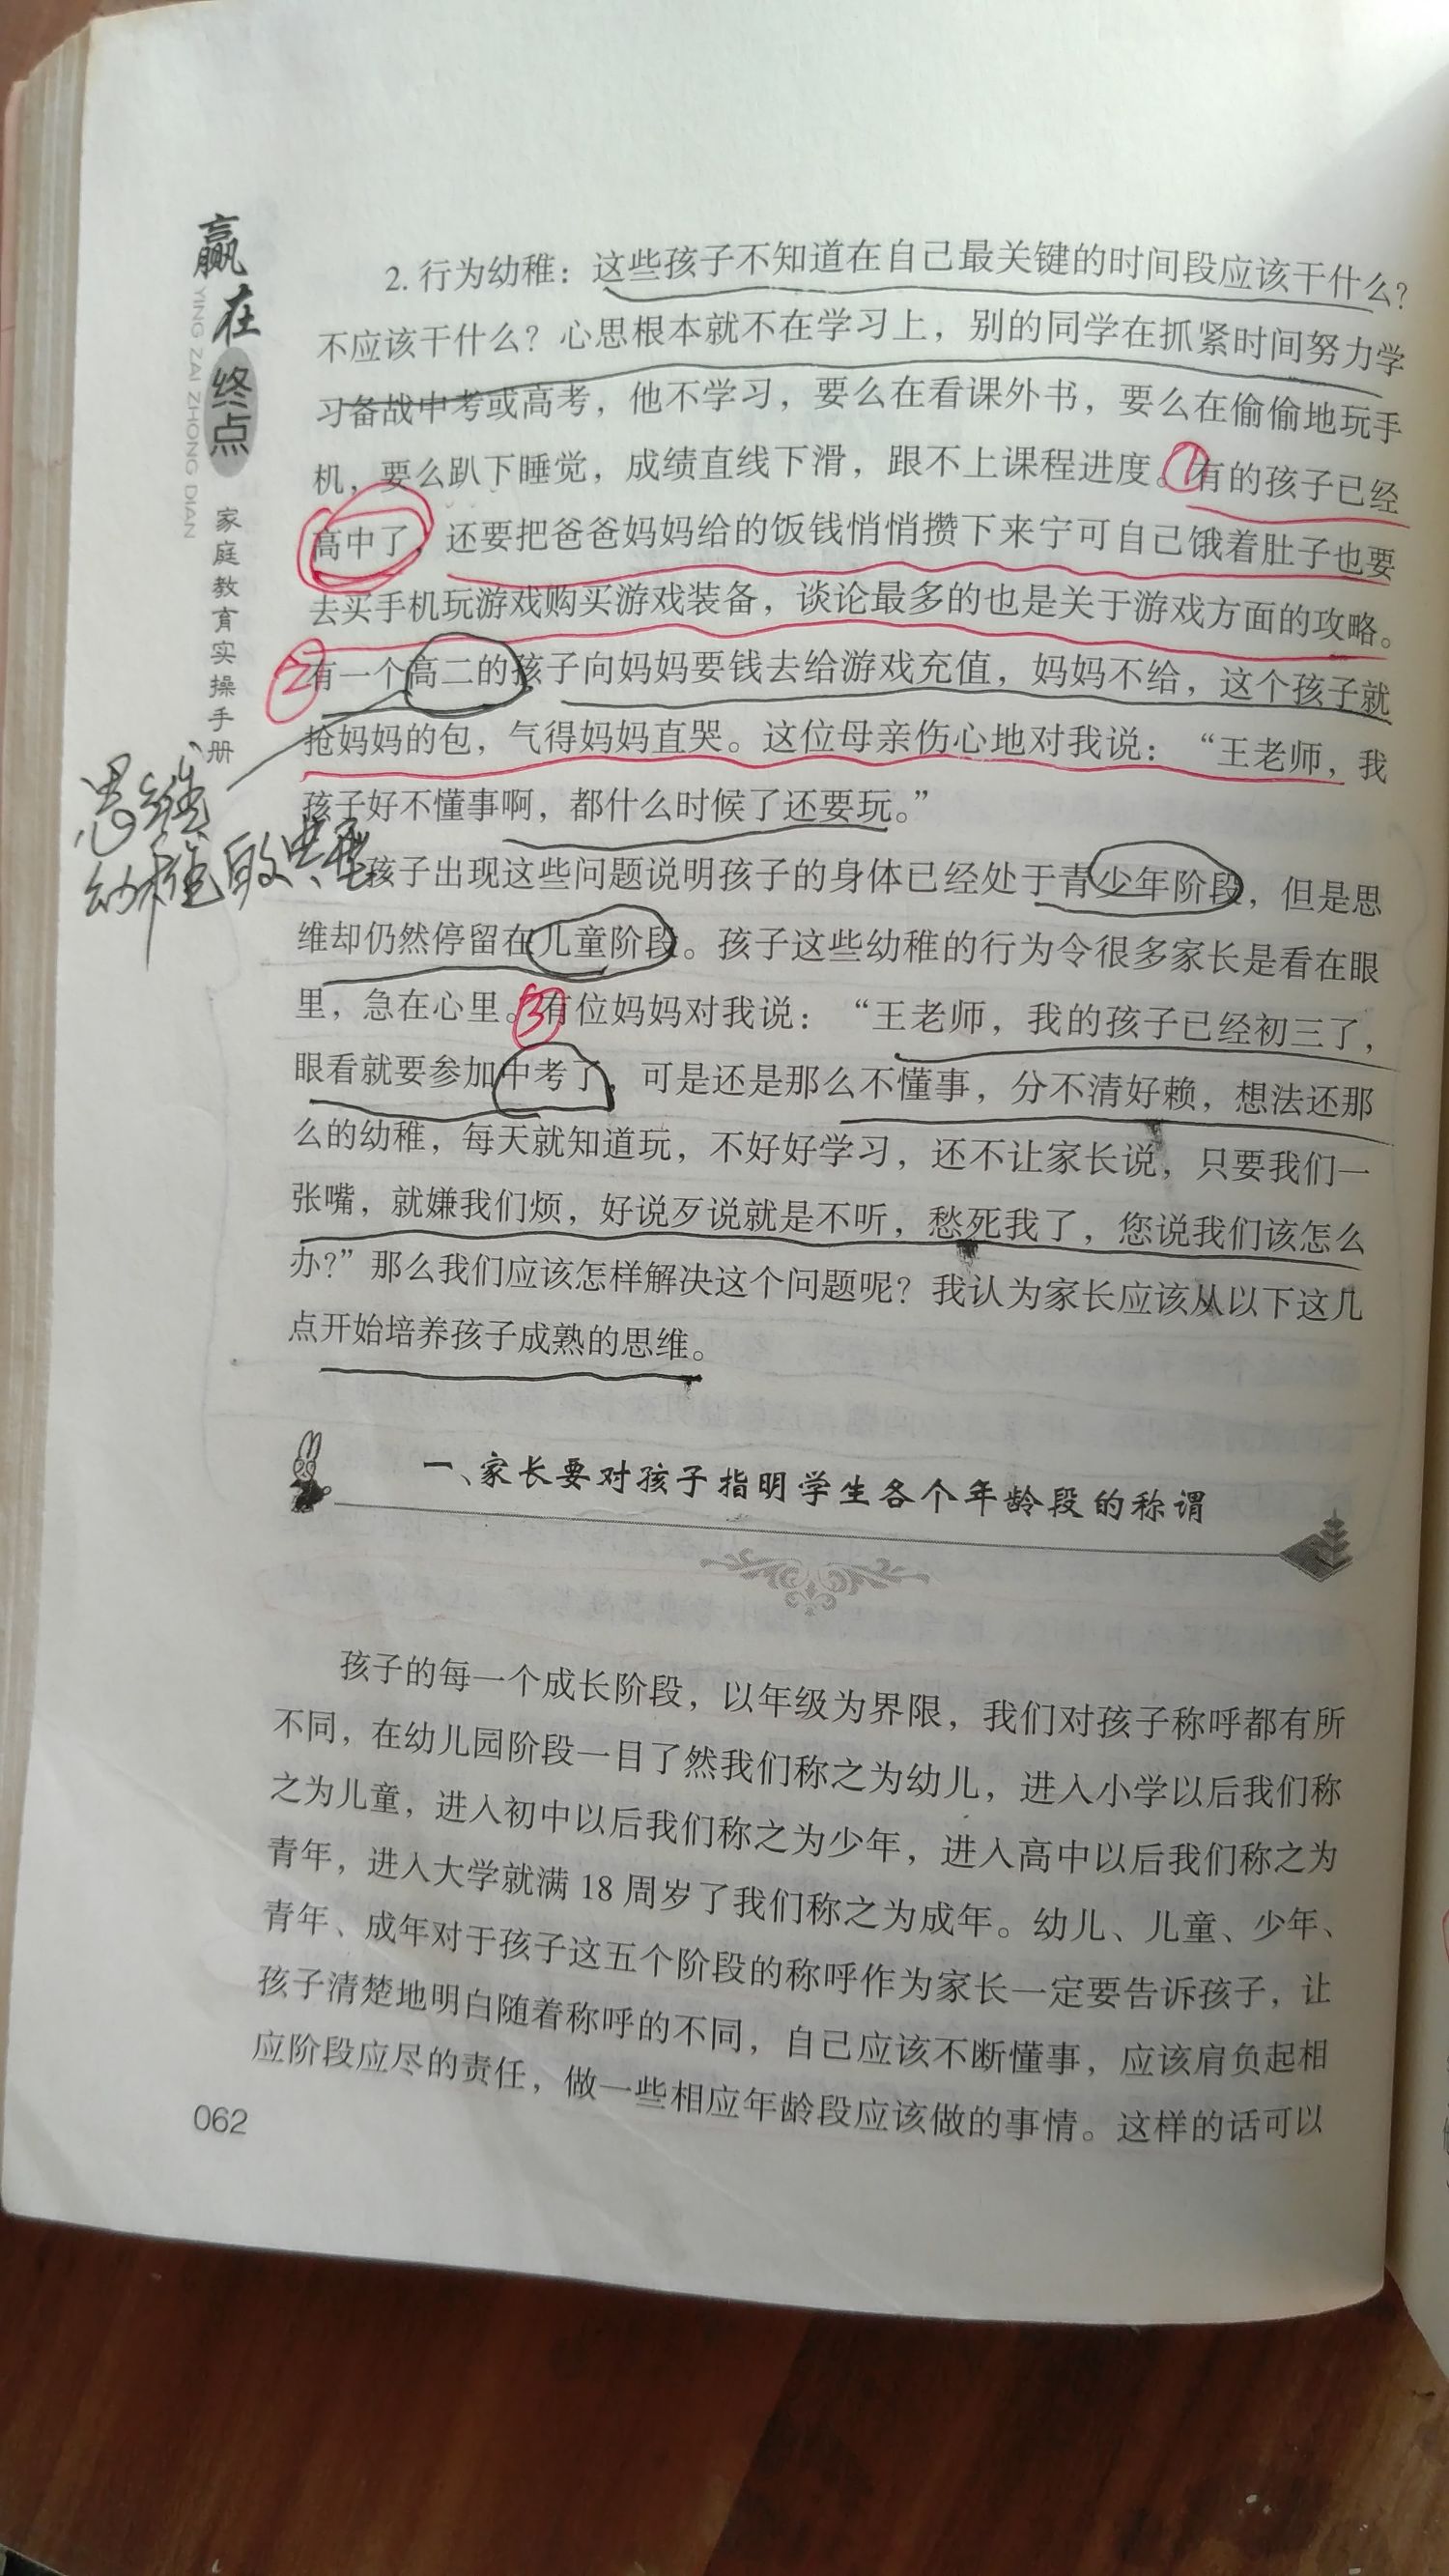 赢在终点
YING ZAI ZHONG DIAN
家庭教育实操手册
2. 行为幼稚：这些孩子不知道在自己最关键的时间段应该干什么？
不应该干什么？心思根本就不在学习上，别的同学在抓紧时间努力学
习备战中考或高考，他不学习，要么在看课外书，要么在偷偷地玩手
机，要么趴下睡觉，成绩直线下滑，跟不上课程进度。①有的孩子已经
高中了，还要把爸爸妈妈给的饭钱悄悄攒下来宁可自己饿着肚子也要
去买手机玩游戏购买游戏装备，谈论最多的也是关于游戏方面的攻略。
②有一个高二的孩子向妈妈要钱去给游戏充值，妈妈不给，这个孩子就
抢妈妈的包，气得妈妈直哭。这位母亲伤心地对我说：“王老师，我
孩子好不懂事啊，都什么时候了还要玩。”
思维
幼稚的典型
孩子出现这些问题说明孩子的身体已经处于青少年阶段，但是思
维却仍然停留在儿童阶段。孩子这些幼稚的行为令很多家长是看在眼
里，急在心里。③有位妈妈对我说：“王老师，我的孩子已经初三了，
眼看就要参加中考了，可是还是那么不懂事，分不清好赖，想法还那
么的幼稚，每天就知道玩，不好好学习，还不让家长说，只要我们一
张嘴，就嫌我们烦，好说歹说就是不听，愁死我了，您说我们该怎么
办？”那么我们应该怎样解决这个问题呢？我认为家长应该从以下这几
点开始培养孩子成熟的思维。
一、家长要对孩子指明学生各个年龄段的称谓
孩子的每一个成长阶段，以年级为界限，我们对孩子称呼都有所
不同，在幼儿园阶段一目了然我们称之为幼儿，进入小学以后我们称
之为儿童，进入初中以后我们称之为少年，进入高中以后我们称之为
青年，进入大学就满 18 周岁了我们称之为成年。幼儿、儿童、少年、
青年、成年对于孩子这五个阶段的称呼作为家长一定要告诉孩子，让
孩子清楚地明白随着称呼的不同，自己应该不断懂事，应该肩负起相
应阶段应尽的责任，做一些相应年龄段应该做的事情。这样的话可以
062